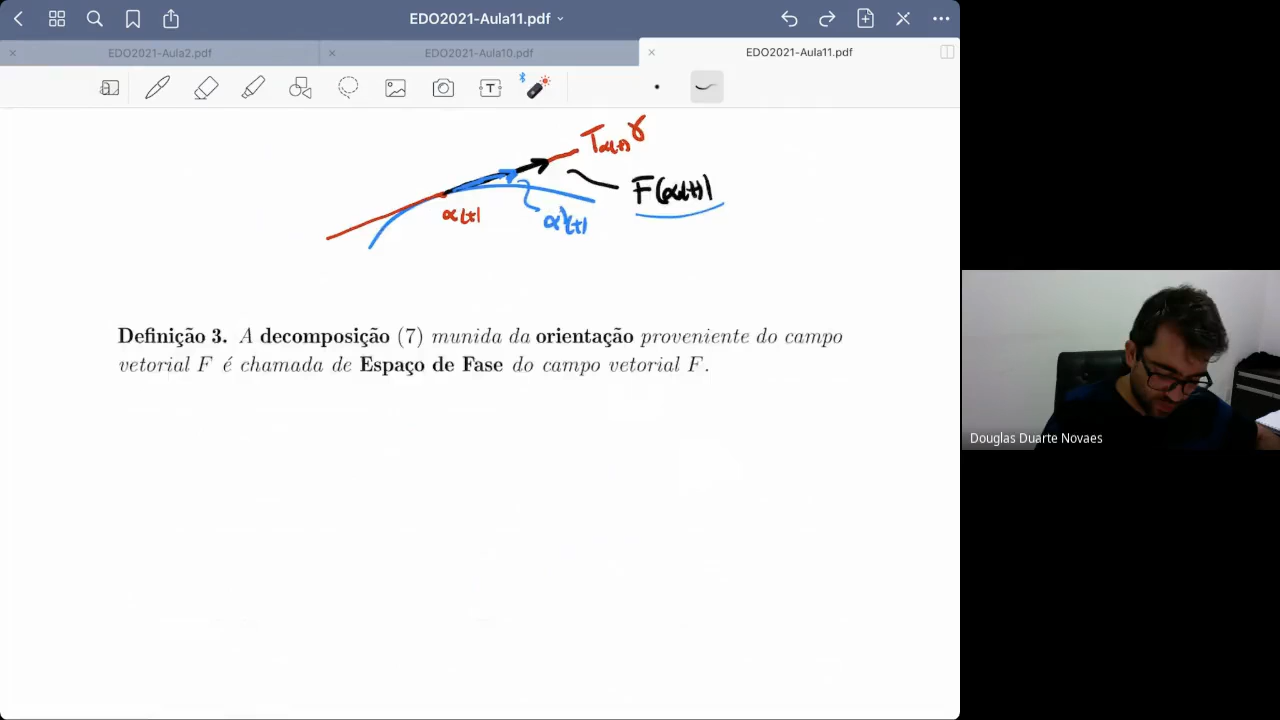 EDO2021-Aula11.pdf
EDO2021-Aula2.pdf
EDO2021-Aula10.pdf
EDO2021-Aula11.pdf
T
T α(t) γ
F(α(t))
α(t)
α'(t)
Definição 3. A decomposição (7) munida da orientação proveniente do campo
vetorial F é chamada de Espaço de Fase do campo vetorial F.
Douglas Duarte Novaes